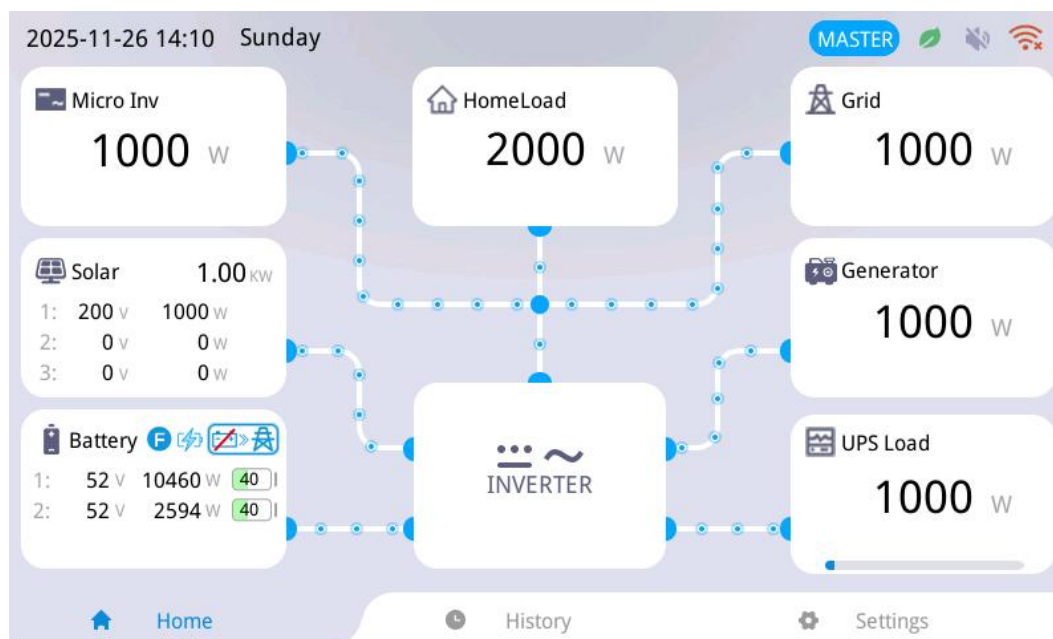 2025-11-26 14:10 Sunday
MASTER
Micro Inv
1000 W
HomeLoad
2000 W
Grid
1000 W
Solar 1.00 KW
1: 200 V 1000 W
2: 0 V 0 W
3: 0 V 0 W
Generator
1000 W
Battery F
1: 52 V 10460 W 40
2: 52 V 2594 W 40
INVERTER
UPS Load
1000 W
Home
History
Settings